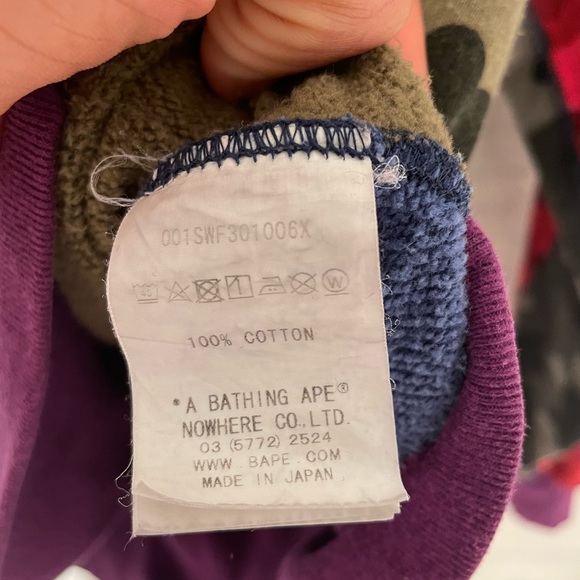 001SWF301006X
100% COTTON
*A BATHING APE®
NOWHERE CO.,LTD.
03 (5772) 2524
WWW.BAPE.COM
MADE IN JAPAN